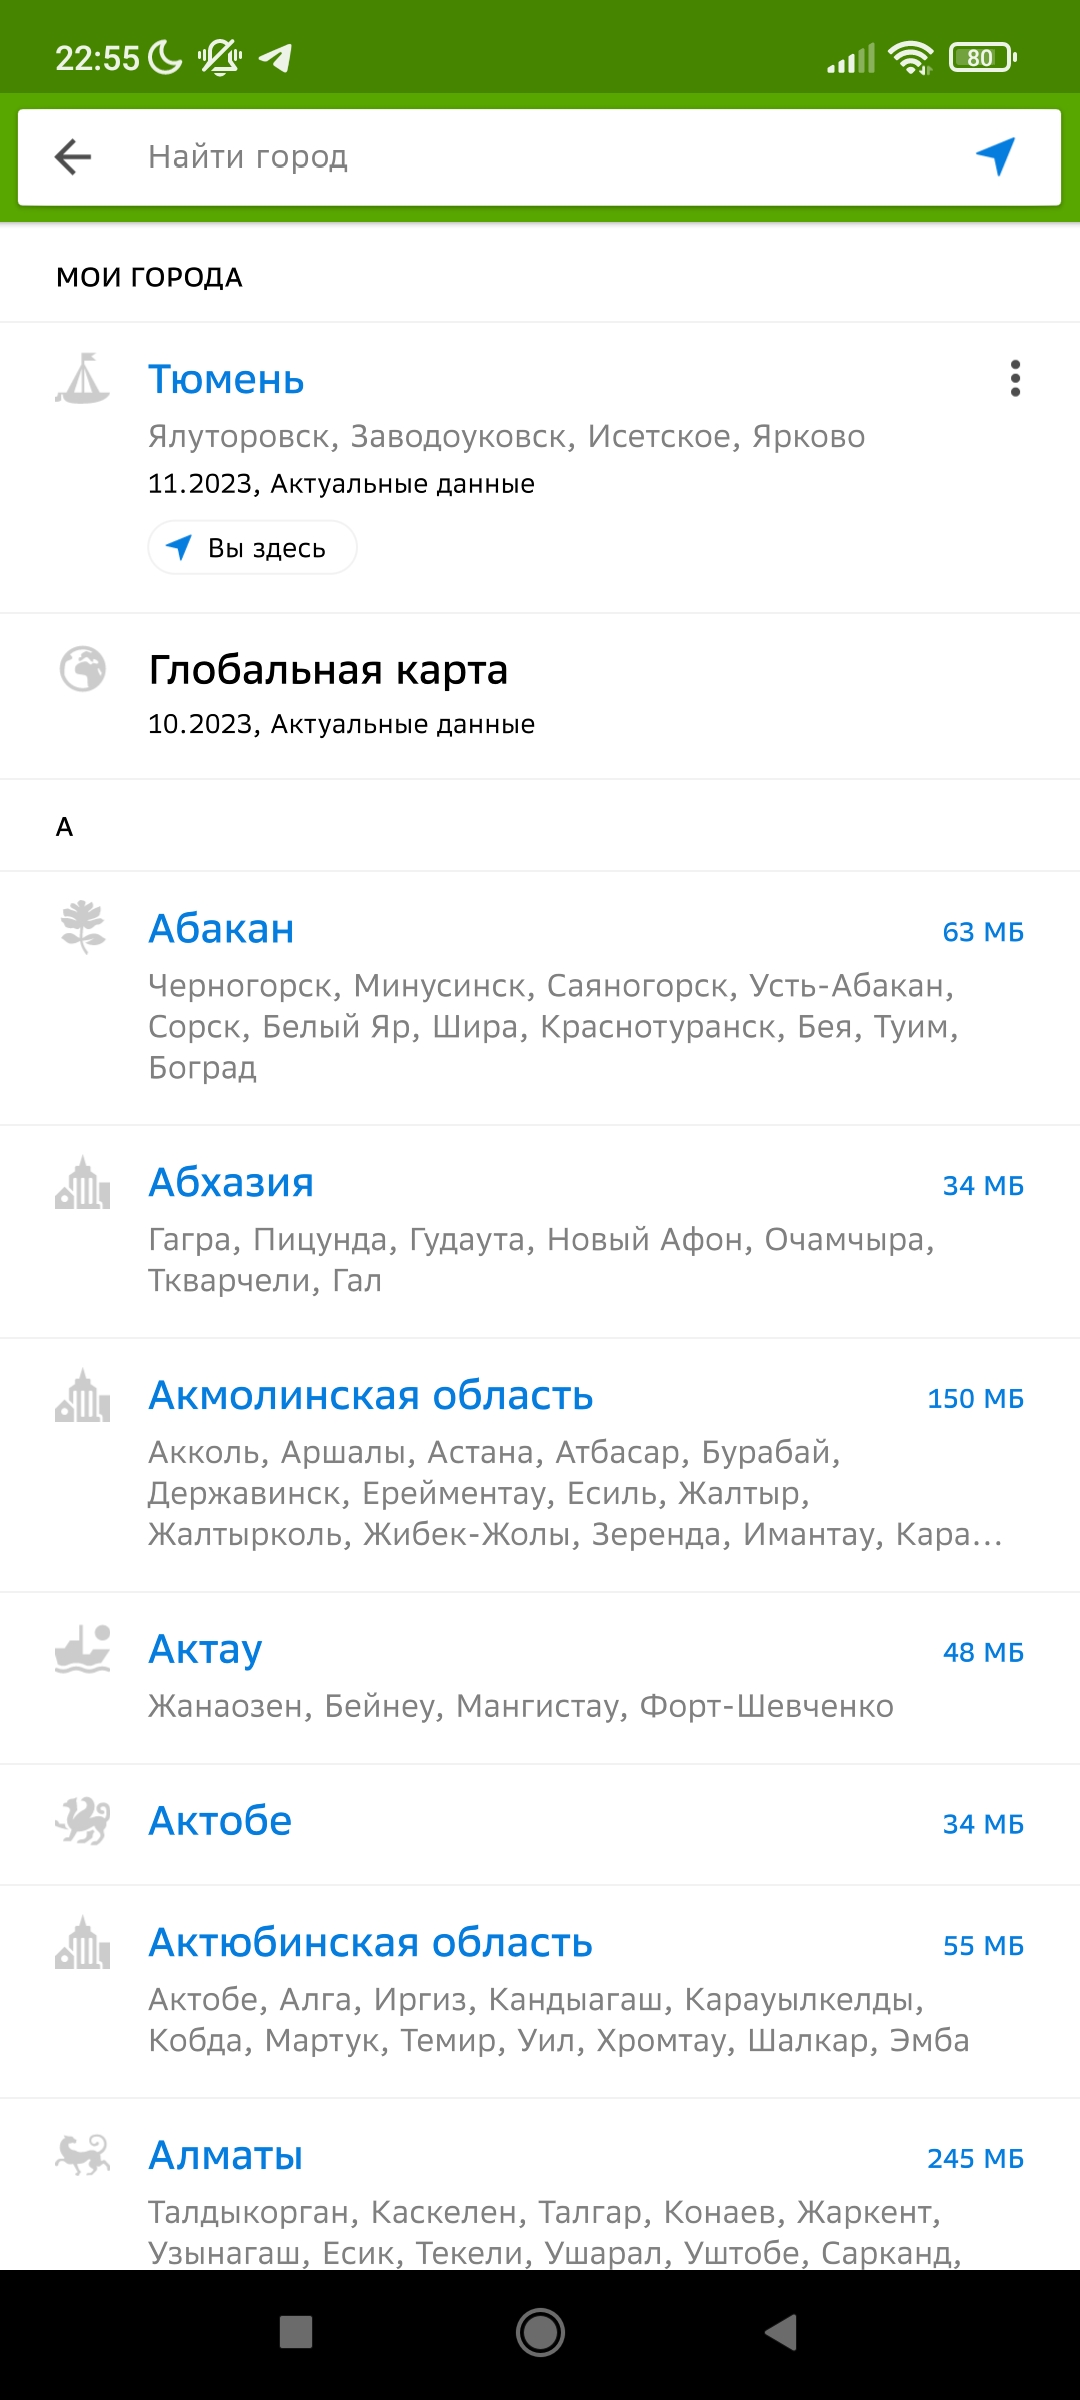 22:55
80
Найти город
МОИ ГОРОДА
Тюмень
Ялуторовск, Заводоуковск, Исетское, Ярково
11.2023, Актуальные данные
Вы здесь
Глобальная карта
10.2023, Актуальные данные
А
Абакан
63 МБ
Черногорск, Минусинск, Саяногорск, Усть-Абакан,
Сорск, Белый Яр, Шира, Краснотуранск, Бея, Туим,
Боград
Абхазия
34 МБ
Гагра, Пицунда, Гудаута, Новый Афон, Очамчыра,
Ткварчели, Гал
Акмолинская область
150 МБ
Акколь, Аршалы, Астана, Атбасар, Бурабай,
Державинск, Ерейментау, Есиль, Жалтыр,
Жалтырколь, Жибек-Жолы, Зеренда, Имантау, Кара...
Актау
48 МБ
Жанаозен, Бейнеу, Мангистау, Форт-Шевченко
Актобе
34 МБ
Актюбинская область
55 МБ
Актобе, Алга, Иргиз, Кандыагаш, Карауылкелды,
Кобда, Мартук, Темир, Уил, Хромтау, Шалкар, Эмба
Алматы
245 МБ
Талдыкорган, Каскелен, Талгар, Конаев, Жаркент,
Узынагаш, Есик, Текели, Ушарал, Уштобе, Сарканд,